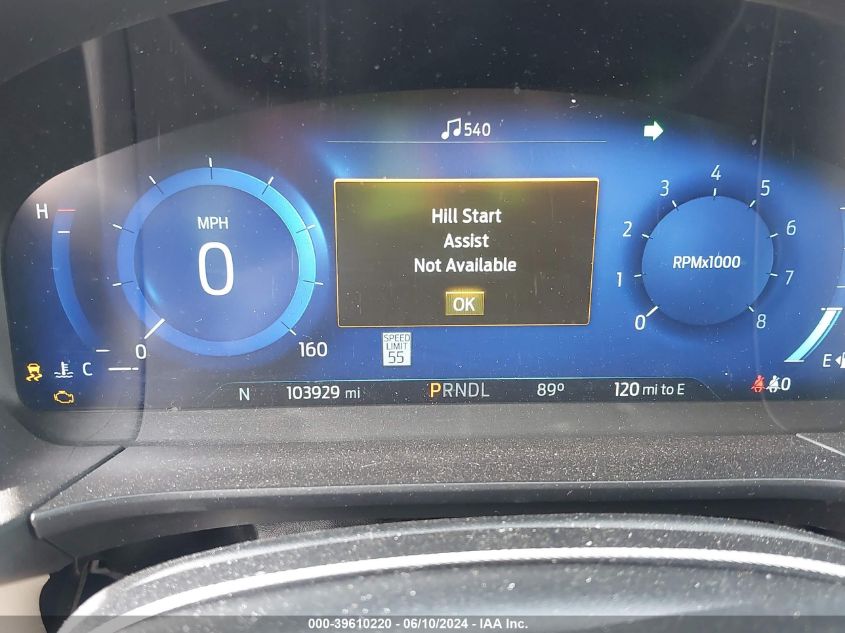 540
H
MPH
0
0
160
C
Hill Start
Assist
Not Available
OK
SPEED
LIMIT
55
0
1
2
3
4
5
6
7
8
RPMx1000
E
N 103929 mi PRNDL 89° 120 mi to E 0
000-39610220 - 06/10/2024 - IAA Inc.